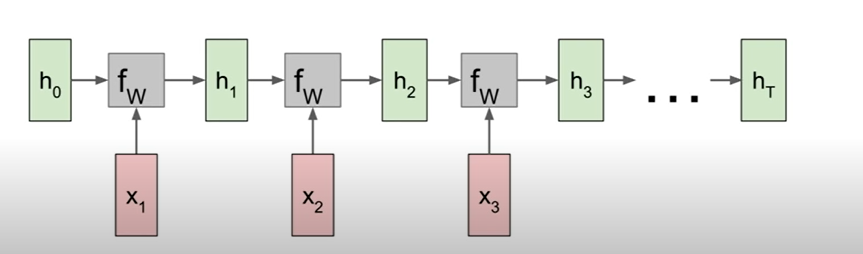 h0 fW h1 fW h2 fW h3 ... hT
x1 x2 x3